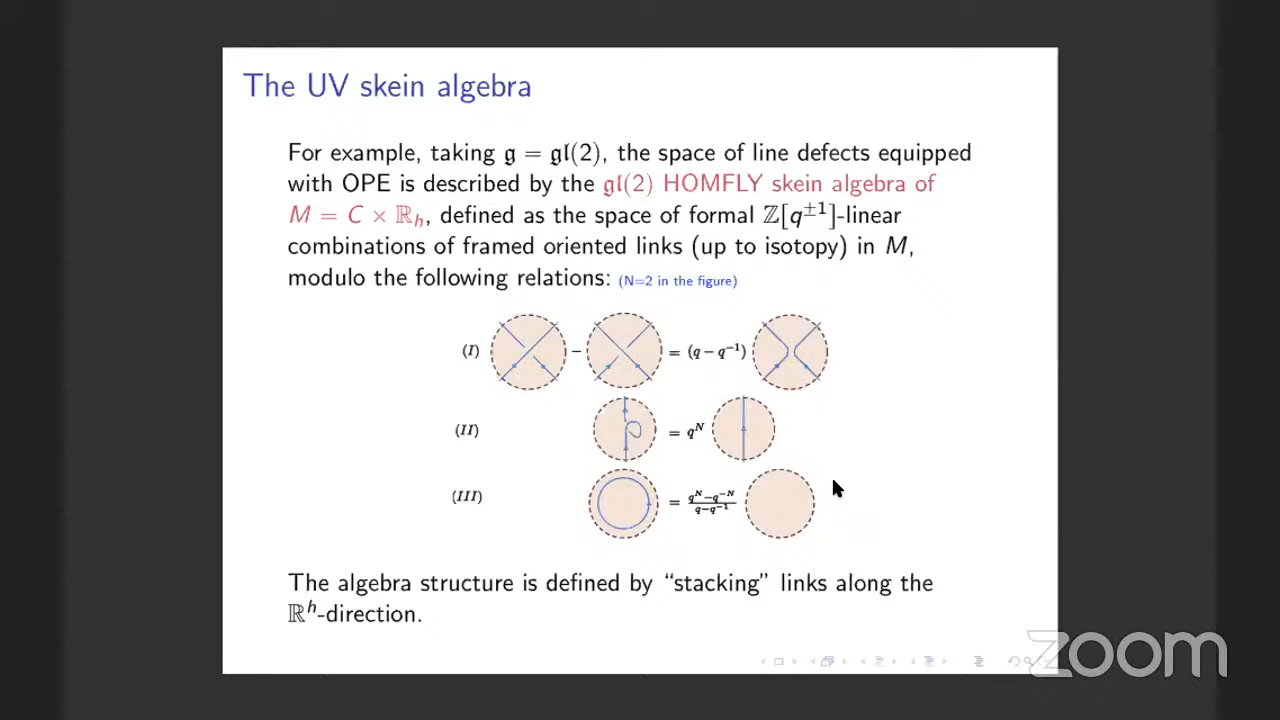 The UV skein algebra
For example, taking 𝔤 = 𝔤𝔩(2), the space of line defects equipped
with OPE is described by the 𝔤𝔩(2) HOMFLY skein algebra of
M = C × ℝₕ, defined as the space of formal ℤ[q^{±1}]-linear
combinations of framed oriented links (up to isotopy) in M,
modulo the following relations: (N=2 in the figure)
(I) − = (q − q^{−1})
(II) = q^N
(III) = \frac{q^N − q^{−N}}{q − q^{−1}}
The algebra structure is defined by “stacking” links along the
ℝ^h-direction.
zoom